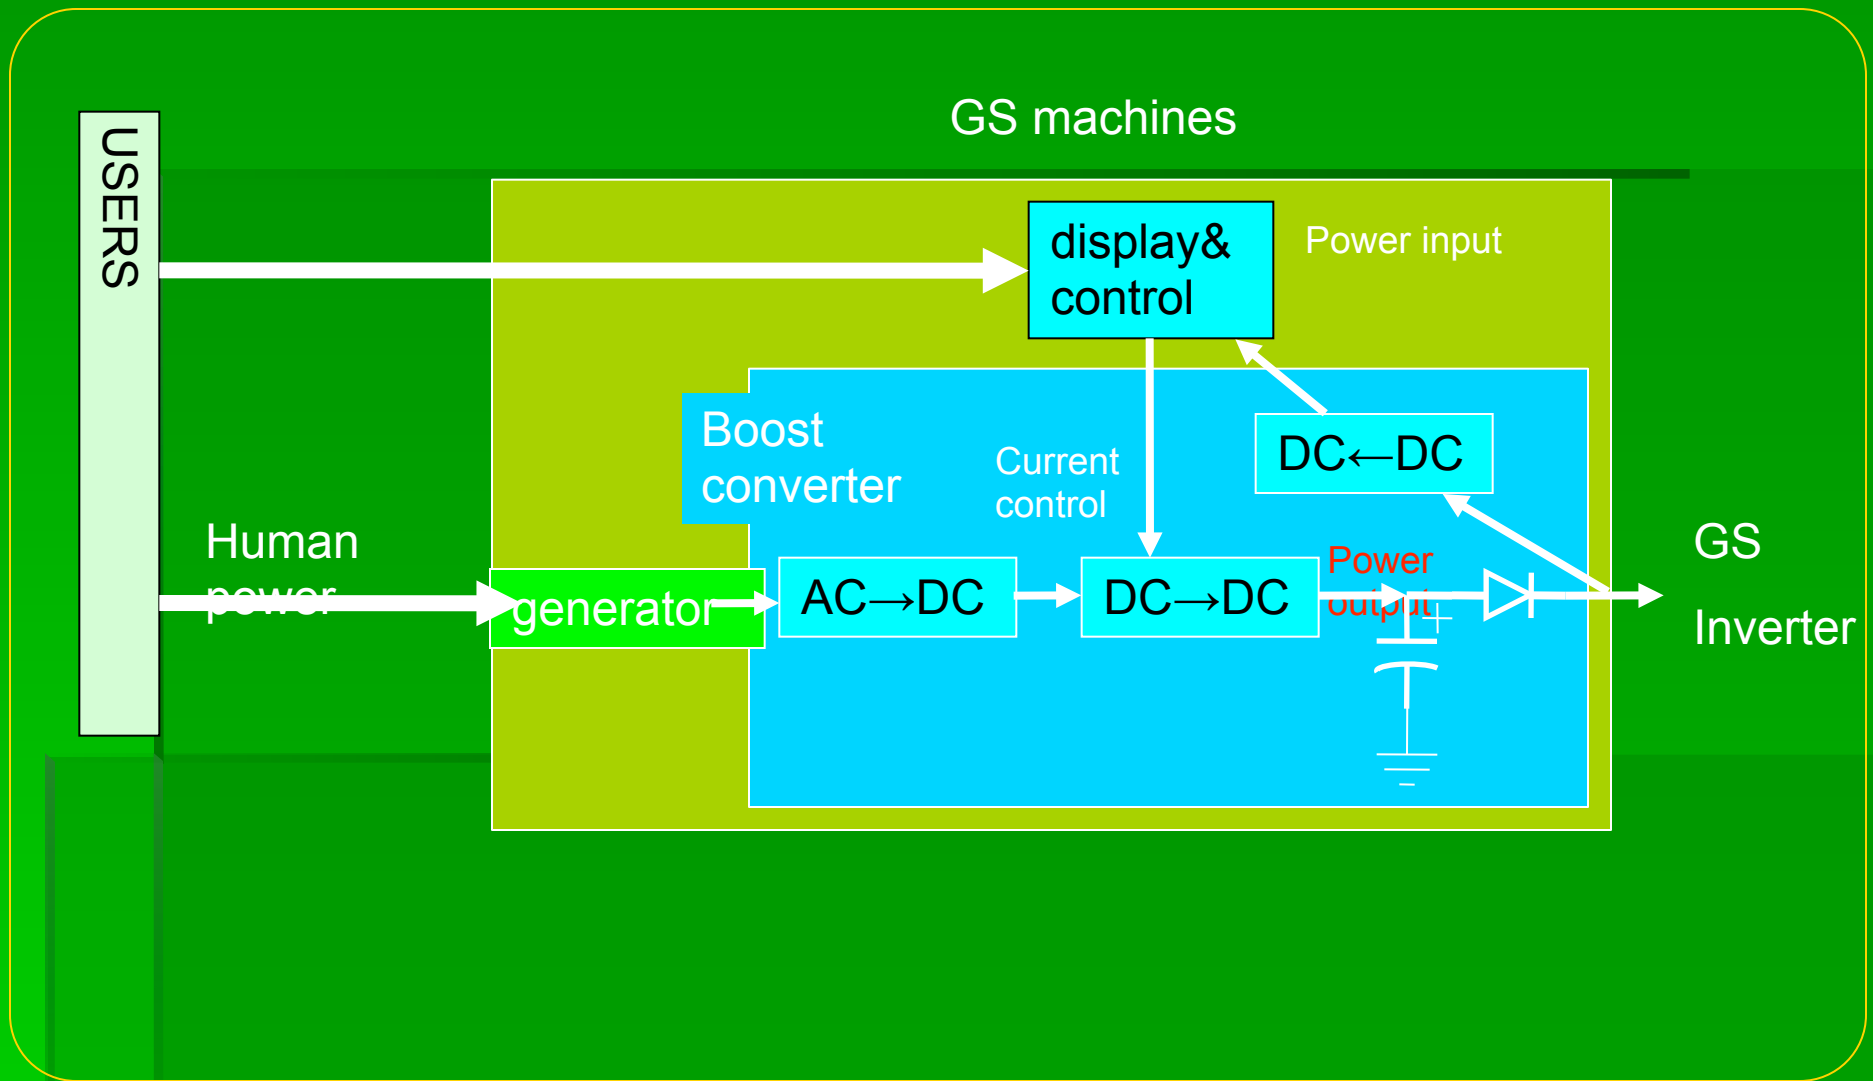 GS machines
USERS
display&
control
Power input
Boost
converter
Current
control
DC←DC
Human
power
generator
AC→DC
DC→DC
Power
output
+
GS
Inverter